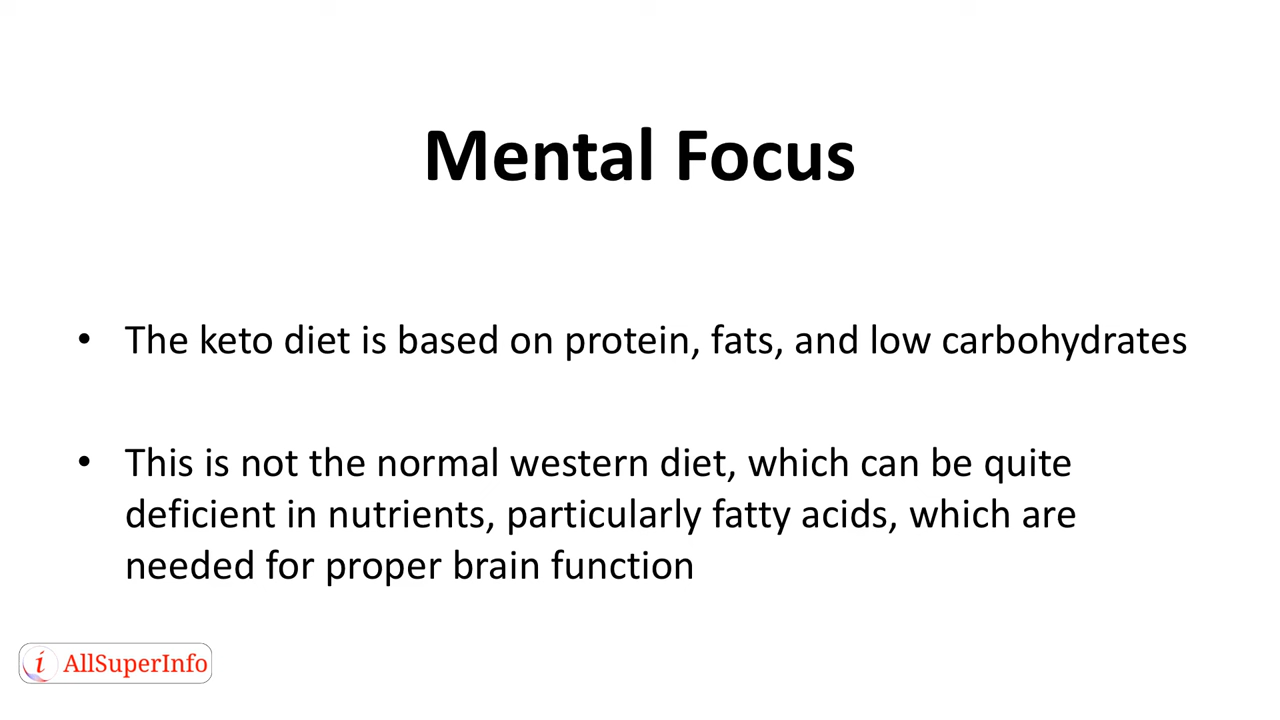 Mental Focus
• The keto diet is based on protein, fats, and low carbohydrates
• This is not the normal western diet, which can be quite
deficient in nutrients, particularly fatty acids, which are
needed for proper brain function
i AllSuperInfo